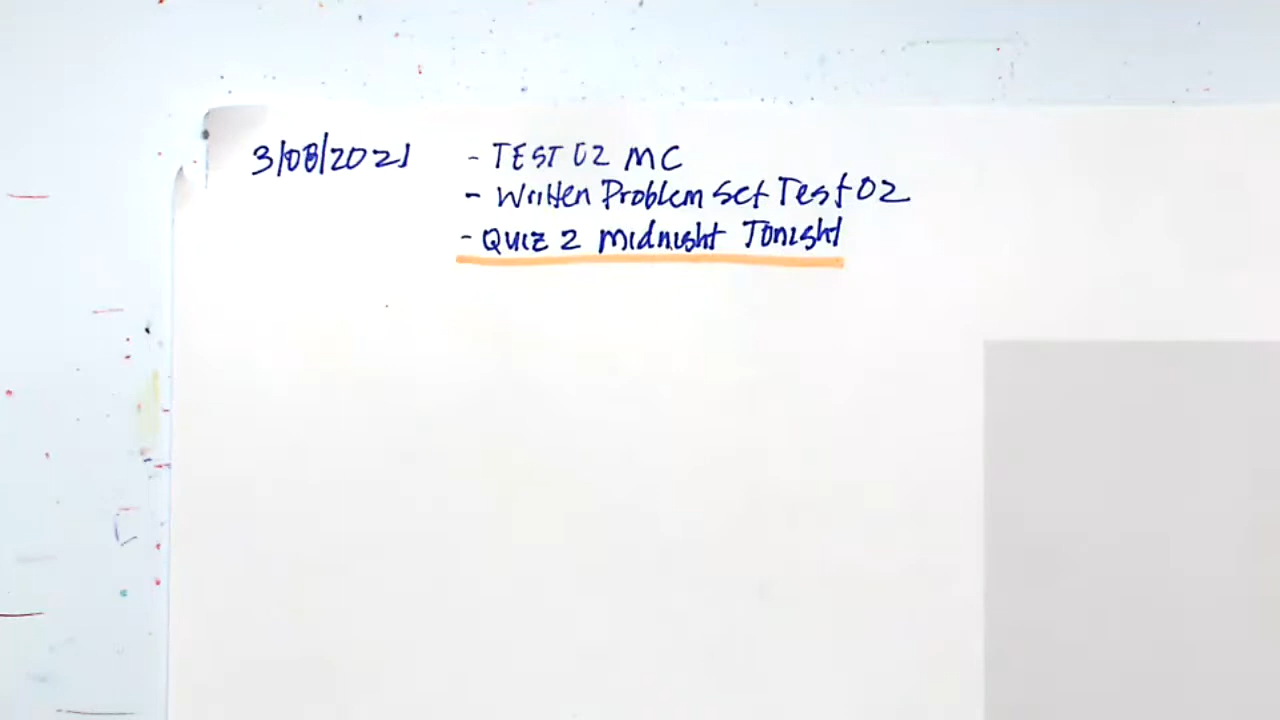 3/08/2021 - TEST 02 MC
- Written Problem Set Test 02
- QUIZ 2 Midnight Tonight